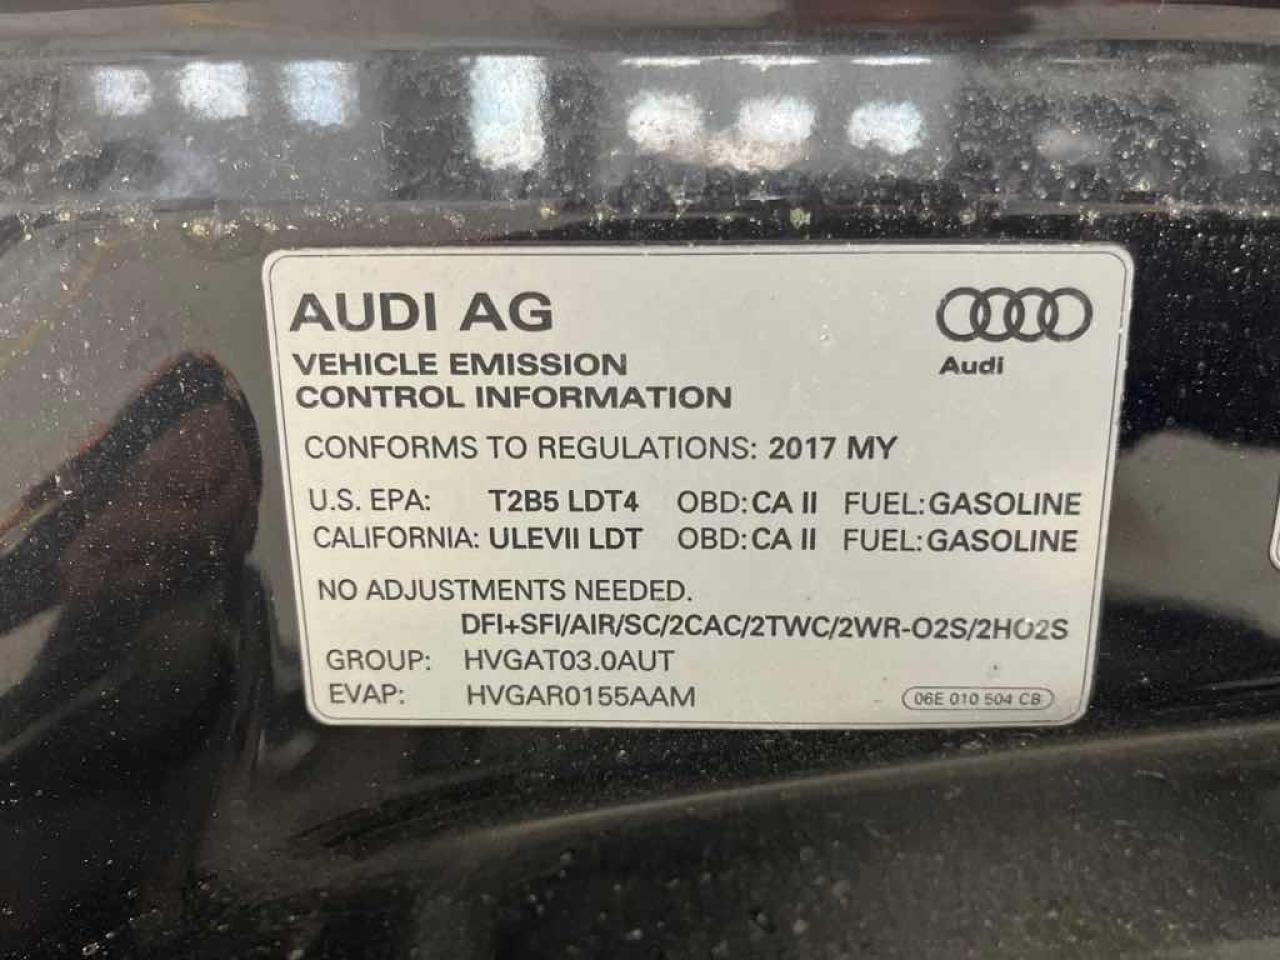 AUDI AG
Audi
VEHICLE EMISSION
CONTROL INFORMATION
CONFORMS TO REGULATIONS: 2017 MY
U.S. EPA: T2B5 LDT4 OBD: CA II FUEL: GASOLINE
CALIFORNIA: ULEVII LDT OBD: CA II FUEL: GASOLINE
NO ADJUSTMENTS NEEDED.
DFI+SFI/AIR/SC/2CAC/2TWC/2WR-O2S/2HO2S
GROUP: HVGAT03.0AUT
EVAP: HVGAR0155AAM
06E 010 504 CB